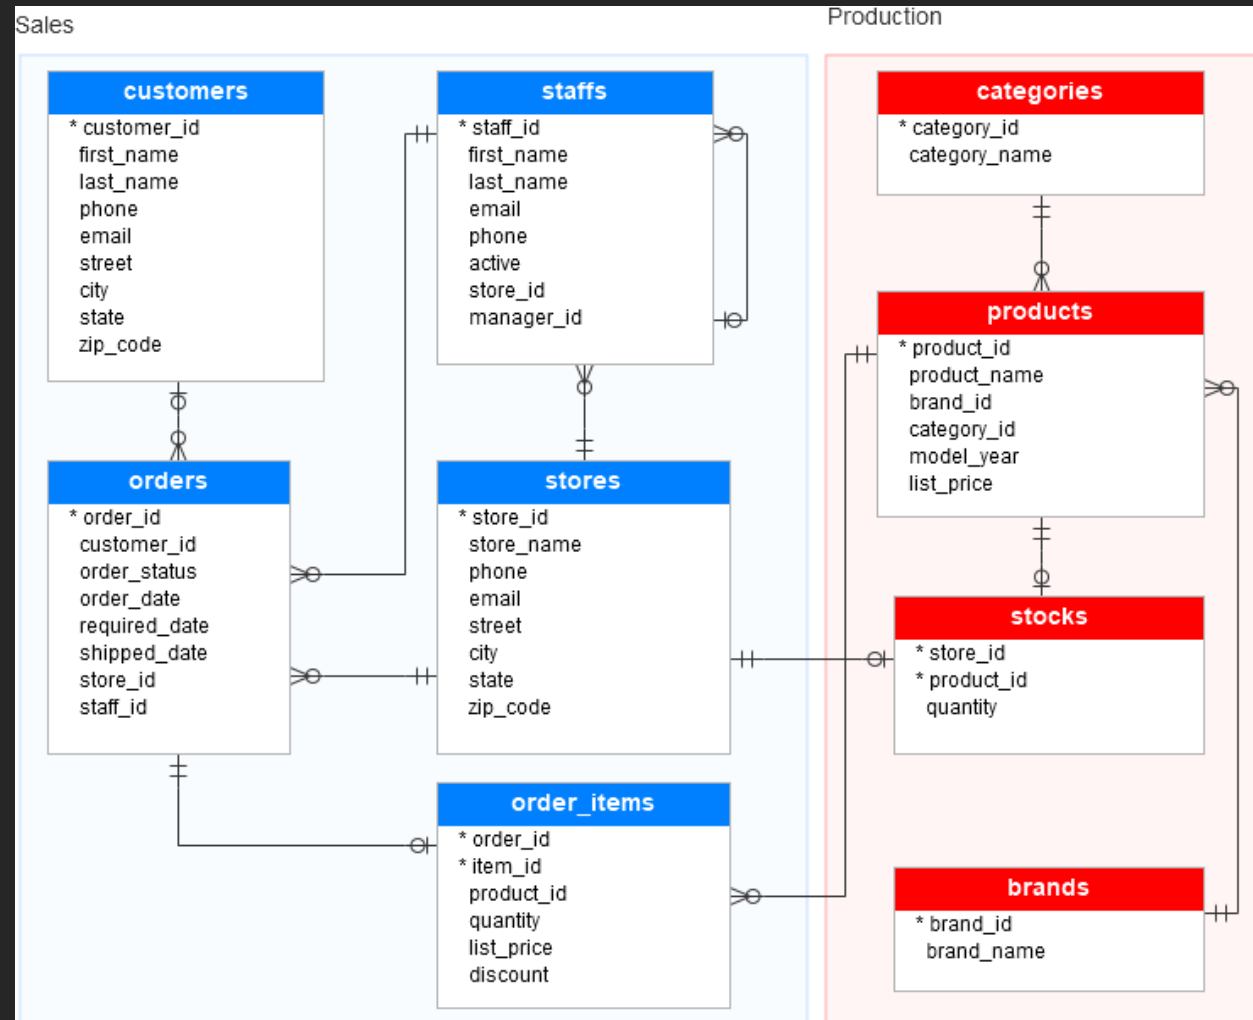 Sales
customers
* customer_id
first_name
last_name
phone
email
street
city
state
zip_code
staffs
* staff_id
first_name
last_name
email
phone
active
store_id
manager_id
orders
* order_id
customer_id
order_status
order_date
required_date
shipped_date
store_id
staff_id
stores
* store_id
store_name
phone
email
street
city
state
zip_code
order_items
* order_id
* item_id
product_id
quantity
list_price
discount
Production
categories
* category_id
category_name
products
* product_id
product_name
brand_id
category_id
model_year
list_price
stocks
* store_id
* product_id
quantity
brands
* brand_id
brand_name